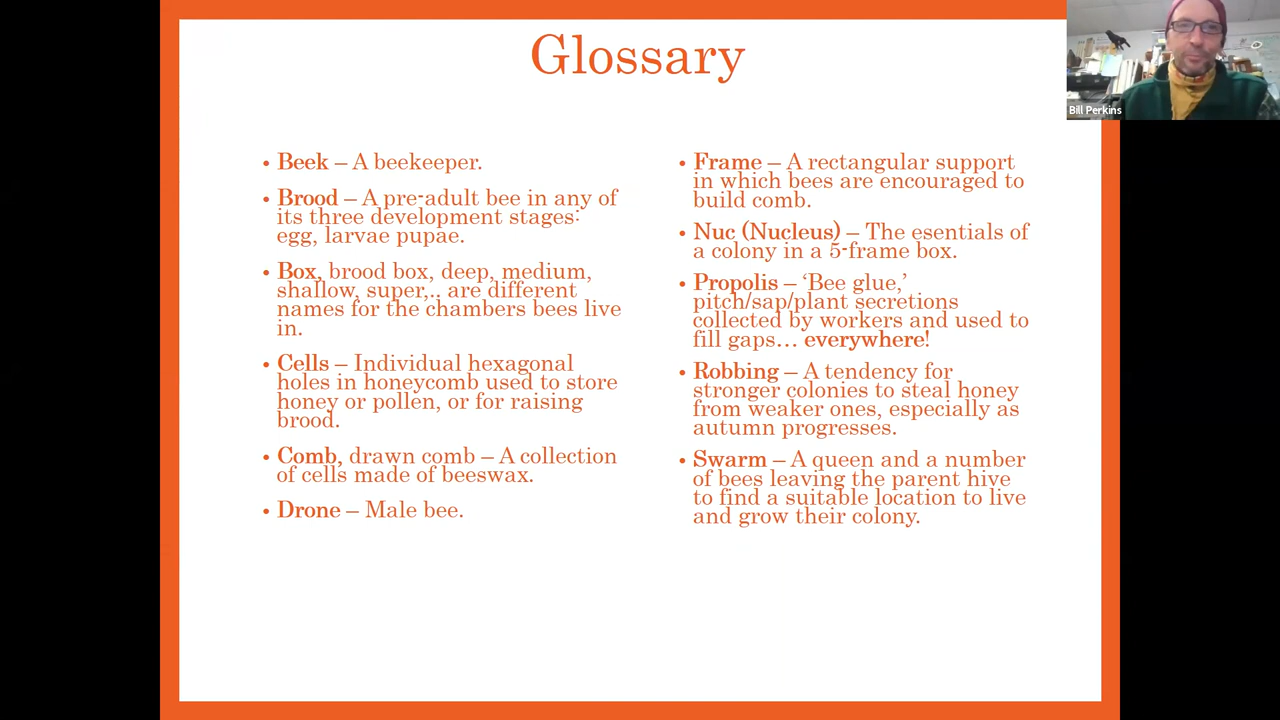 Glossary
• Beek – A beekeeper.
• Brood – A pre-adult bee in any of
its three development stages:
egg, larvae pupae.
• Box, brood box, deep, medium,
shallow, super,.. are different
names for the chambers bees live
in.
• Cells – Individual hexagonal
holes in honeycomb used to store
honey or pollen, or for raising
brood.
• Comb, drawn comb – A collection
of cells made of beeswax.
• Drone – Male bee.
• Frame – A rectangular support
in which bees are encouraged to
build comb.
• Nuc (Nucleus) – The esentials of
a colony in a 5-frame box.
• Propolis – ‘Bee glue,’
pitch/sap/plant secretions
collected by workers and used to
fill gaps… everywhere!
• Robbing – A tendency for
stronger colonies to steal honey
from weaker ones, especially as
autumn progresses.
• Swarm – A queen and a number
of bees leaving the parent hive
to find a suitable location to live
and grow their colony.
Bill Perkins